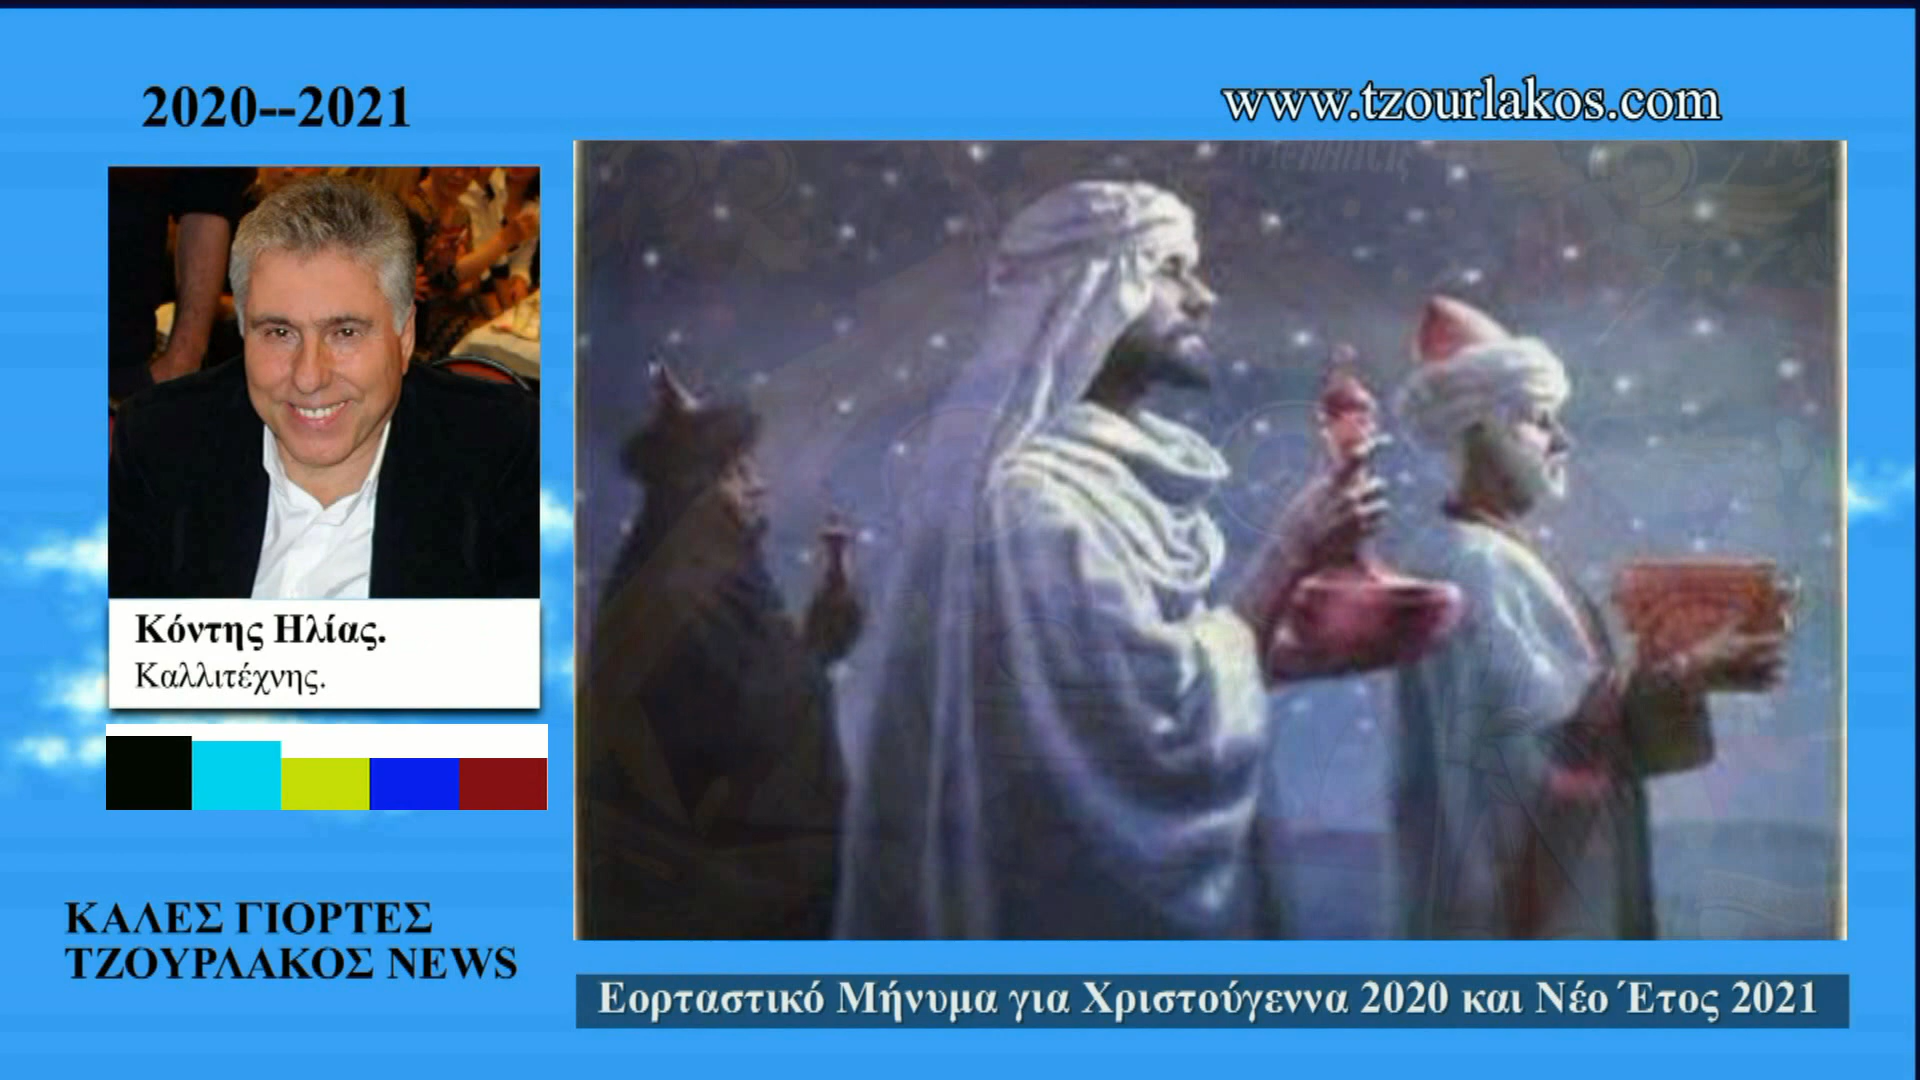 2020--2021
www.tzourlakos.com
Κόντης Ηλίας.
Καλλιτέχνης.
ΚΑΛΕΣ ΓΙΟΡΤΕΣ
ΤΖΟΥΡΛΑΚΟΣ NEWS
Εορταστικό Μήνυμα για Χριστούγεννα 2020 και Νέο Έτος 2021